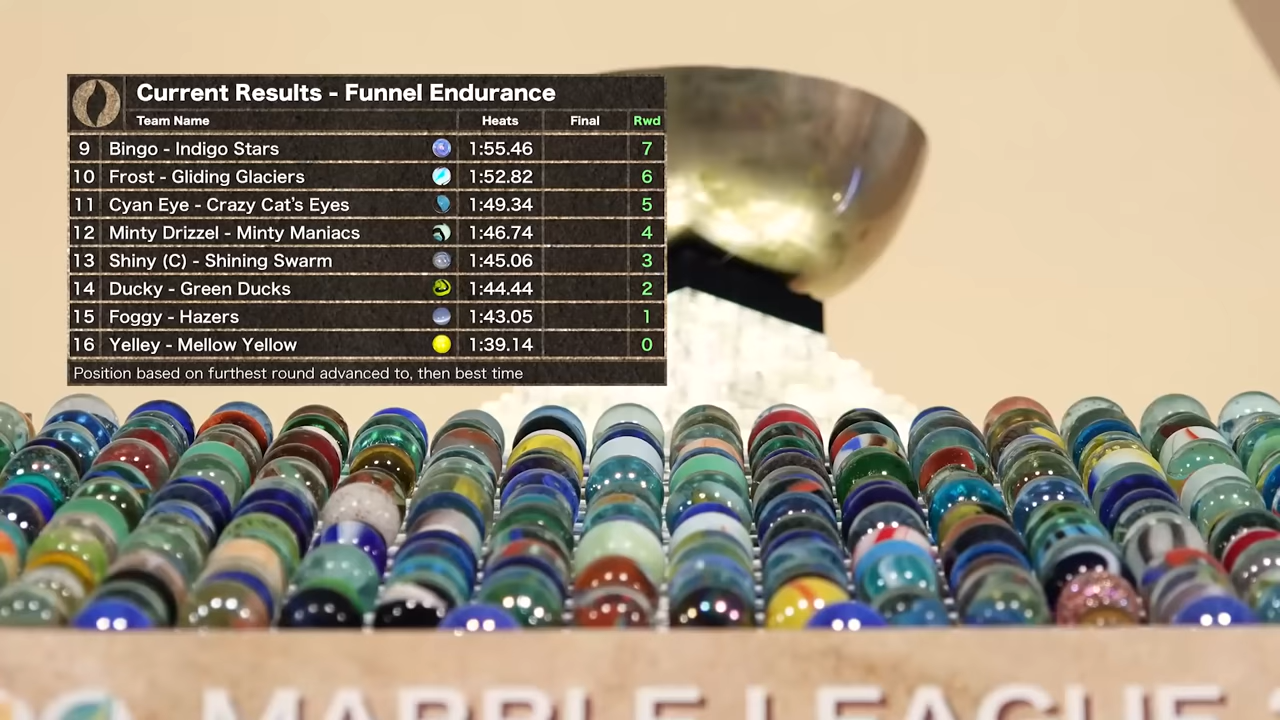 Current Results - Funnel Endurance
Team Name Heats Final Rwd
9 Bingo - Indigo Stars 1:55.46 7
10 Frost - Gliding Glaciers 1:52.82 6
11 Cyan Eye - Crazy Cat's Eyes 1:49.34 5
12 Minty Drizzel - Minty Maniacs 1:46.74 4
13 Shiny (C) - Shining Swarm 1:45.06 3
14 Ducky - Green Ducks 1:44.44 2
15 Foggy - Hazers 1:43.05 1
16 Yelley - Mellow Yellow 1:39.14 0
Position based on furthest round advanced to, then best time
MARBLE LEAGUE